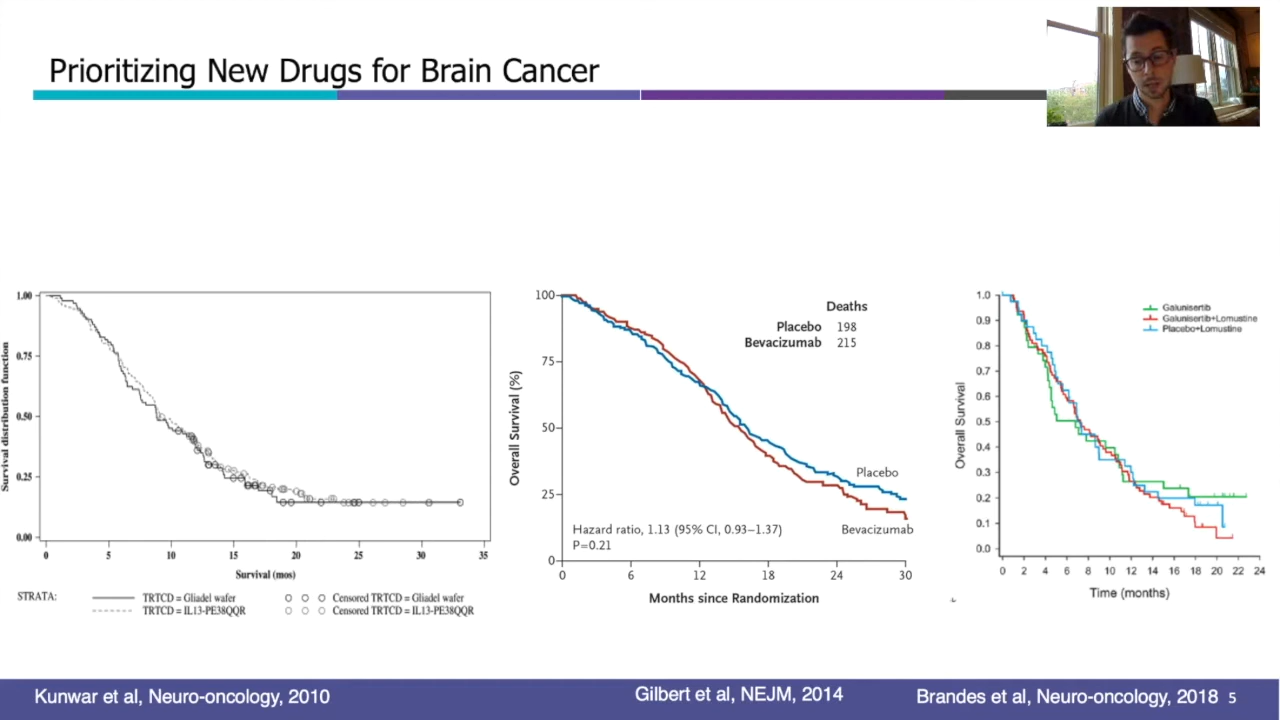 Prioritizing New Drugs for Brain Cancer
1.00
0.75
0.50
0.25
0.00
Survival distribution function
0 5 10 15 20 25 30 35
Survival (mos)
STRATA: TRTCD = Gliadel wafer O O O Censored TRTCD = Gliadel wafer
TRTCD = IL13-PE38QQR O O O Censored TRTCD = IL13-PE38QQR
100
75
50
25
0
Overall Survival (%)
Deaths
Placebo 198
Bevacizumab 215
Placebo
Bevacizumab
Hazard ratio, 1.13 (95% CI, 0.93–1.37)
P=0.21
0 6 12 18 24 30
Months since Randomization
1.0
0.9
0.8
0.7
0.6
0.5
0.4
0.3
0.2
0.1
0.0
Overall Survival
Galunisertib
Galunisertib+Lomustine
Placebo+Lomustine
0 2 4 6 8 10 12 14 16 18 20 22 24
Time (months)
Kunwar et al, Neuro-oncology, 2010
Gilbert et al, NEJM, 2014
Brandes et al, Neuro-oncology, 2018 5